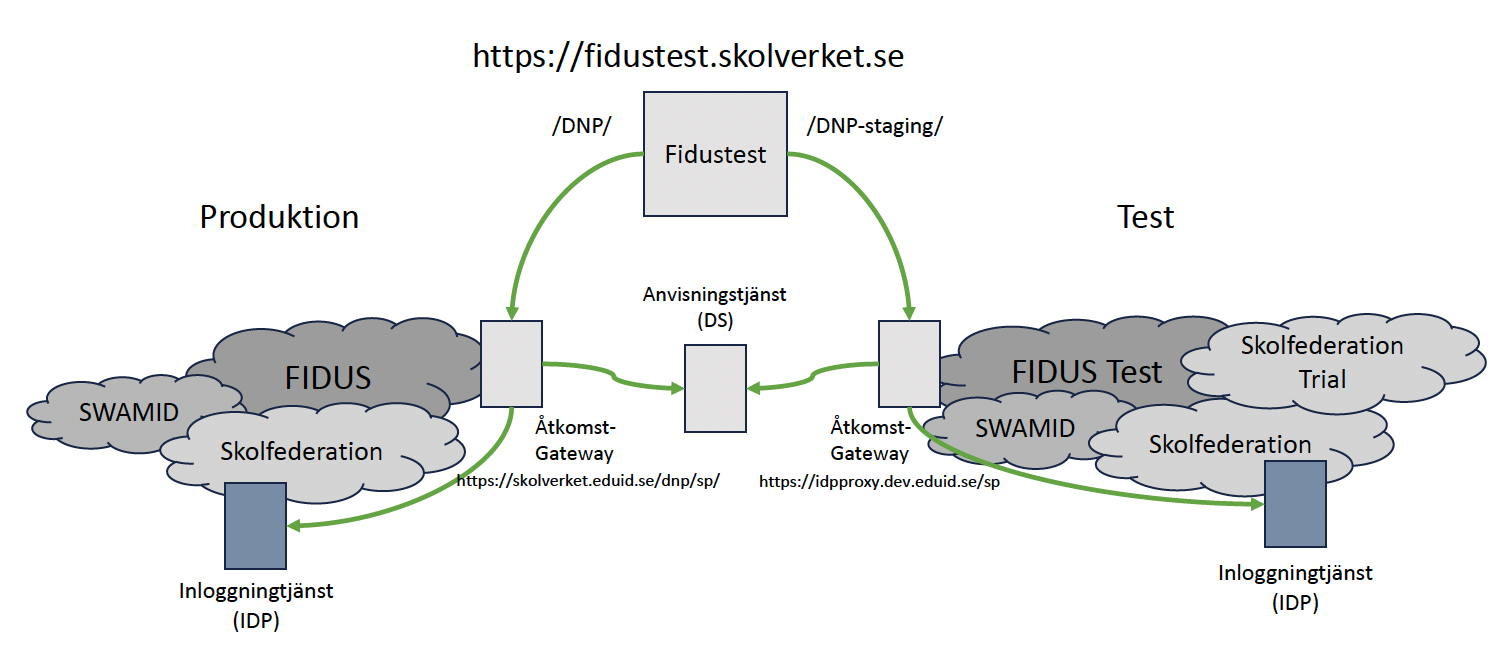 https://fidustest.skolverket.se
/DNP/
/DNP-staging/
Fidustest
Produktion
Test
Anvisningstjänst
(DS)
FIDUS
SWAMID
Skolfederation
Åtkomst-
Gateway
https://skolverket.eduid.se/dnp/sp/
Inloggningtjänst
(IDP)
Åtkomst-
Gateway
https://idpproxy.dev.eduid.se/sp
FIDUS Test
Skolfederation
Trial
SWAMID
Skolfederation
Inloggningtjänst
(IDP)